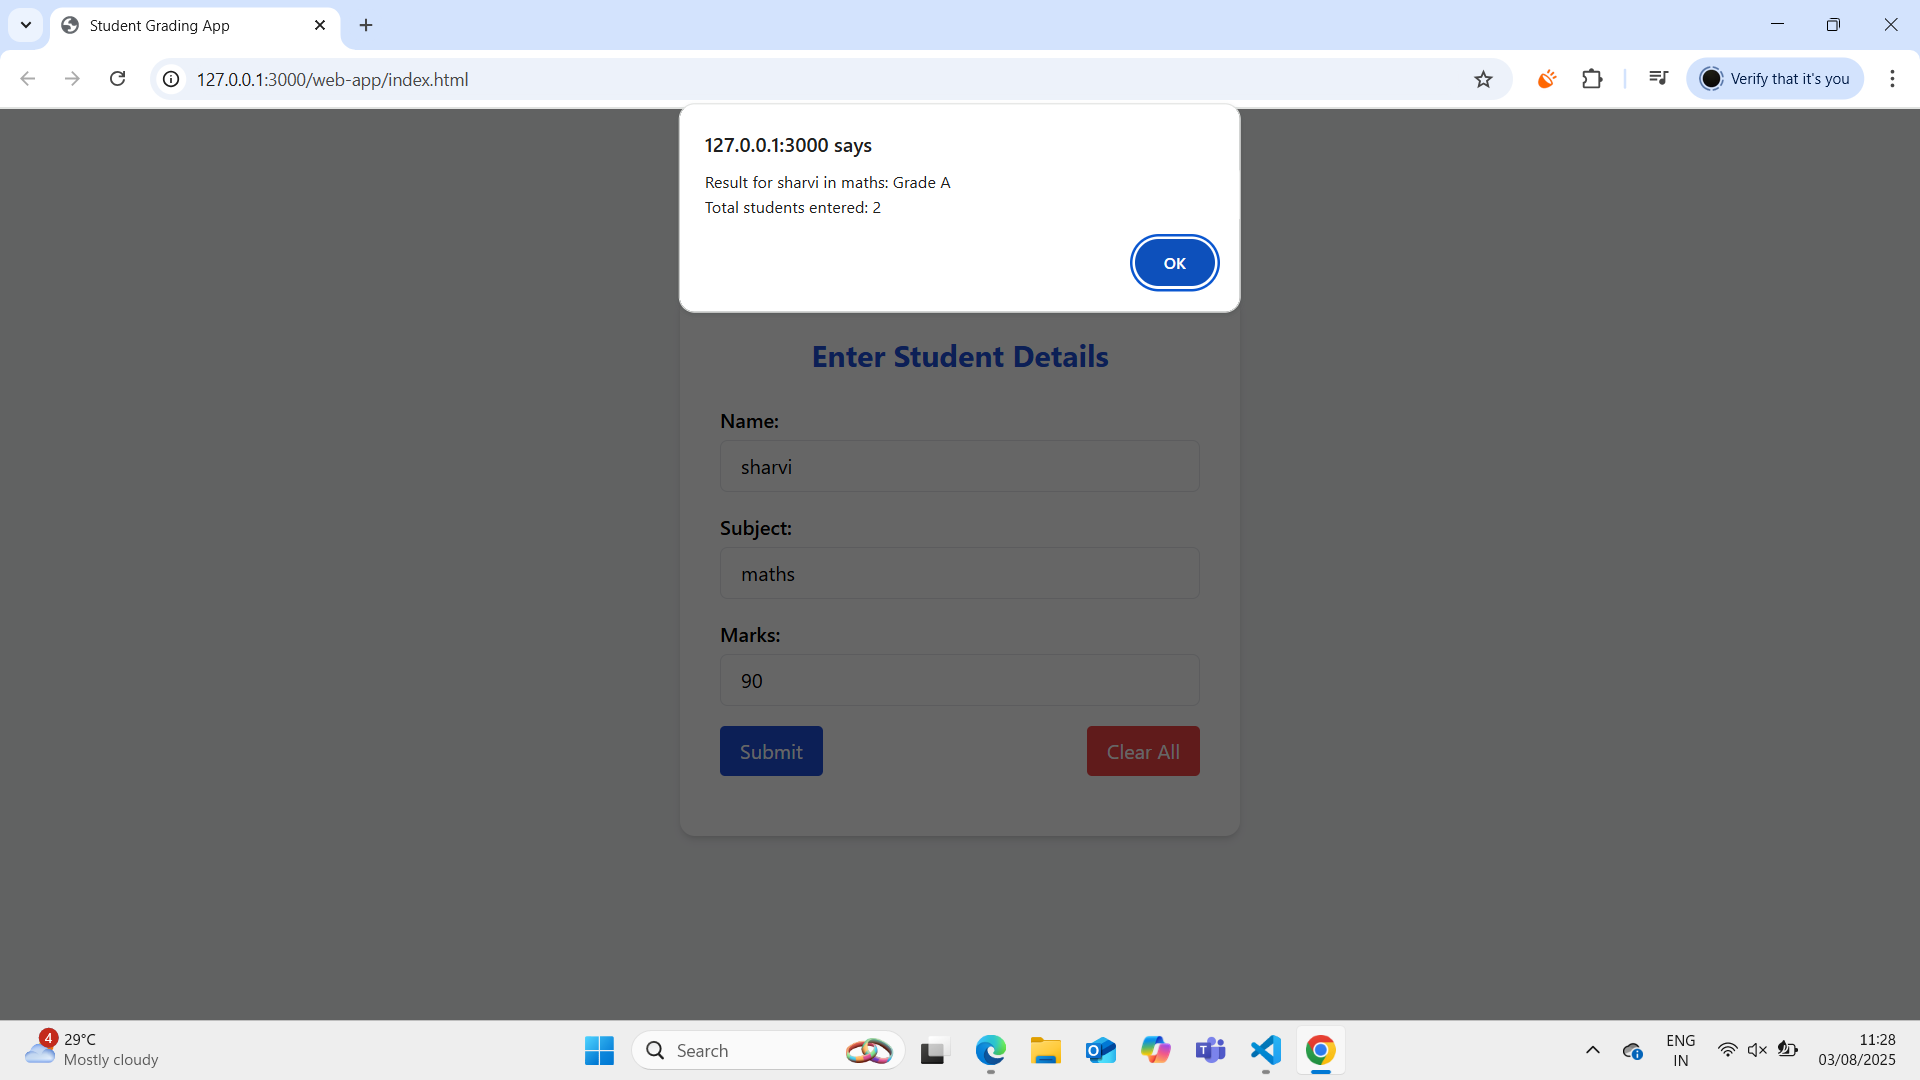 Student Grading App
127.0.0.1:3000/web-app/index.html
Verify that it's you
127.0.0.1:3000 says
Result for sharvi in maths: Grade A
Total students entered: 2
OK
Enter Student Details
Name:
sharvi
Subject:
maths
Marks:
90
Submit
Clear All
4
29°C
Mostly cloudy
Search
ENG
IN
11:28
03/08/2025